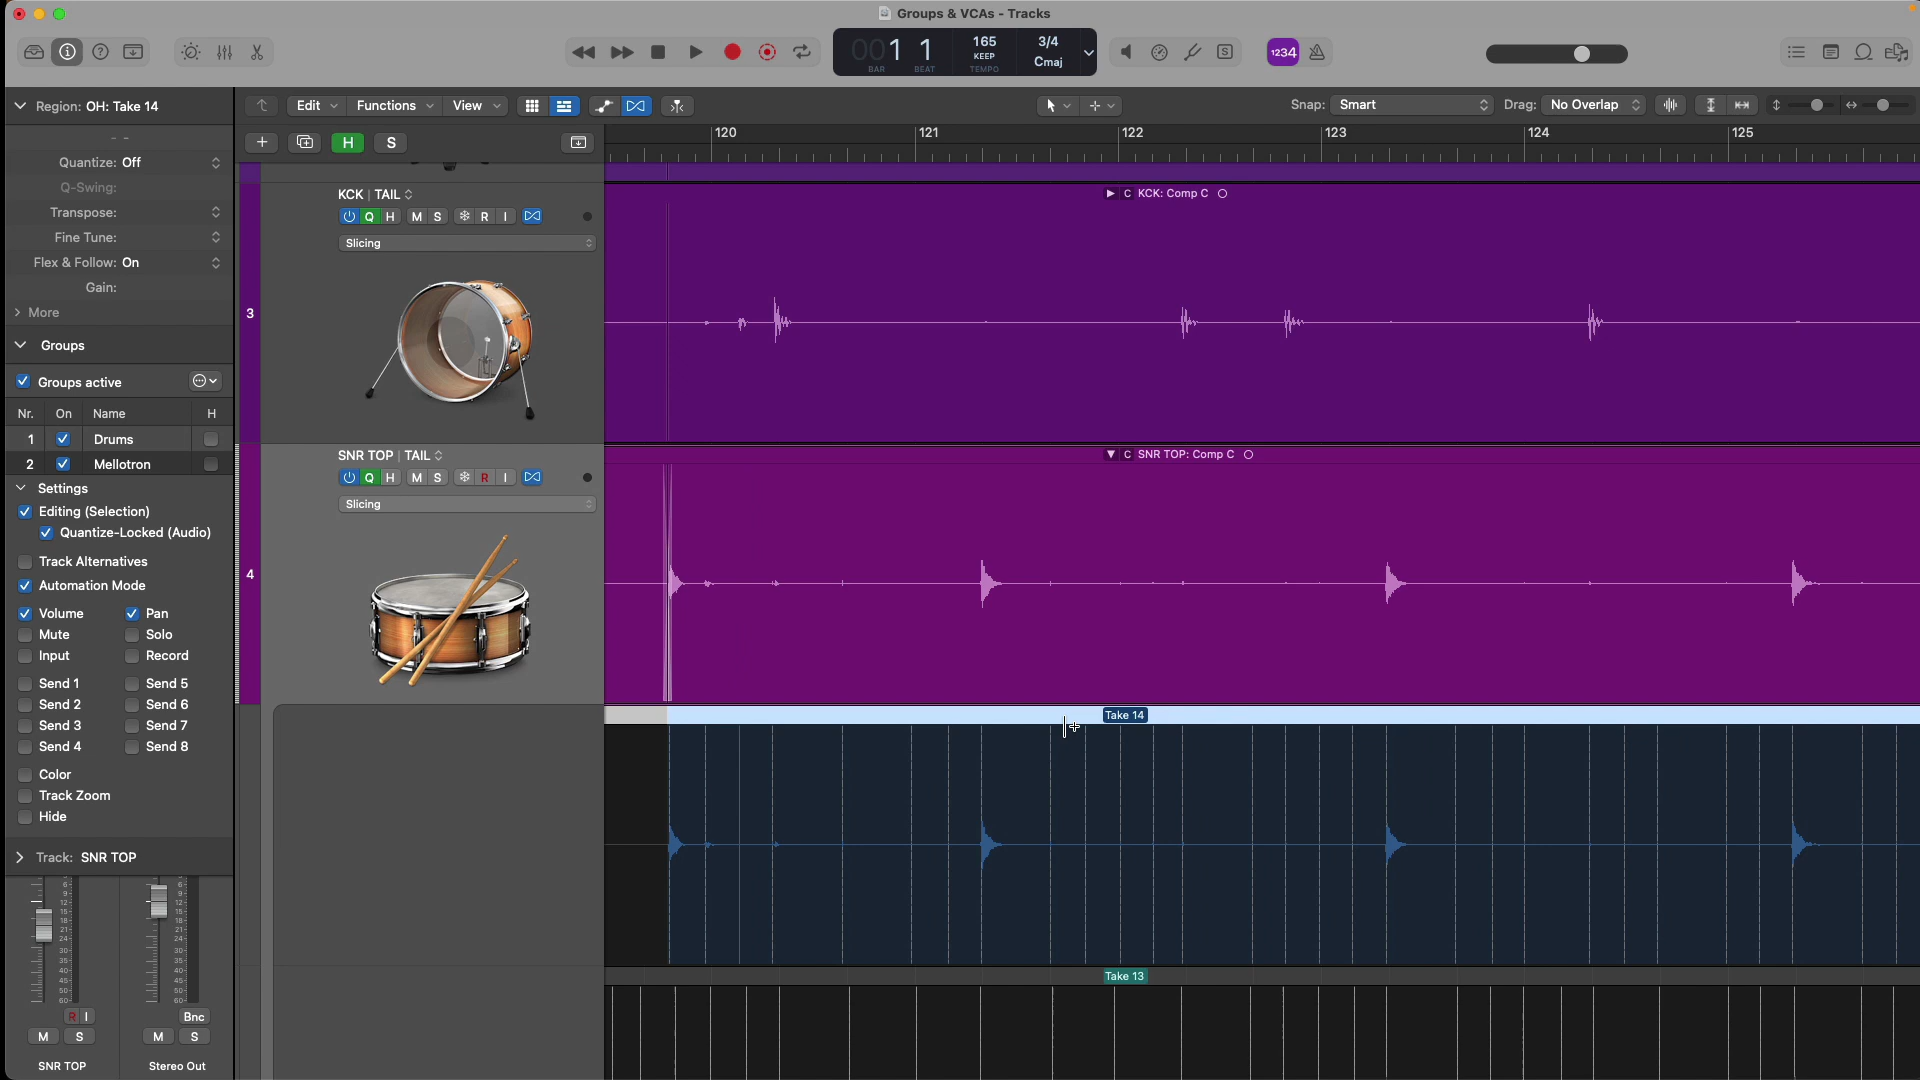 Groups & VCAs - Tracks
001 1
BAR BEAT
165
KEEP
TEMPO
3/4
Cmaj
S
1234
Region: OH: Take 14
Edit
Functions
View
Snap: Smart
Drag: No Overlap
Quantize: Off
Q-Swing:
Transpose:
Fine Tune:
Flex & Follow: On
Gain:
More
Groups
Groups active
Nr. On Name H
1 Drums
2 Mellotron
Settings
Editing (Selection)
Quantize-Locked (Audio)
Track Alternatives
Automation Mode
Volume Pan
Mute Solo
Input Record
Send 1 Send 5
Send 2 Send 6
Send 3 Send 7
Send 4 Send 8
Color
Track Zoom
Hide
Track: SNR TOP
R I
Bnc
M S
M S
SNR TOP
Stereo Out
H S
120 121 122 123 124 125
3
KCK | TAIL
Q H M S R I
Slicing
C KCK: Comp C
4
SNR TOP | TAIL
Q H M S R I
Slicing
C SNR TOP: Comp C
Take 14
Take 13